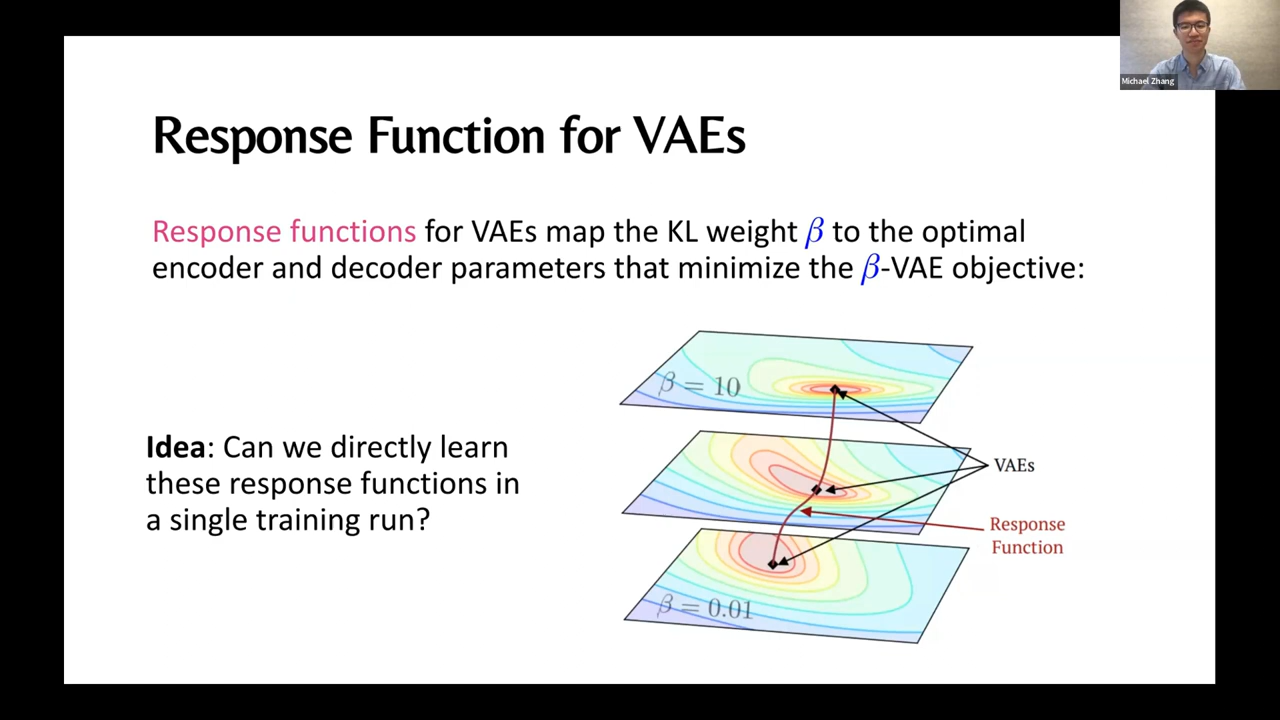 Michael Zhang
Response Function for VAEs
Response functions for VAEs map the KL weight β to the optimal
encoder and decoder parameters that minimize the β-VAE objective:
β = 10
Idea: Can we directly learn
these response functions in
a single training run?
VAEs
Response
Function
β = 0.01